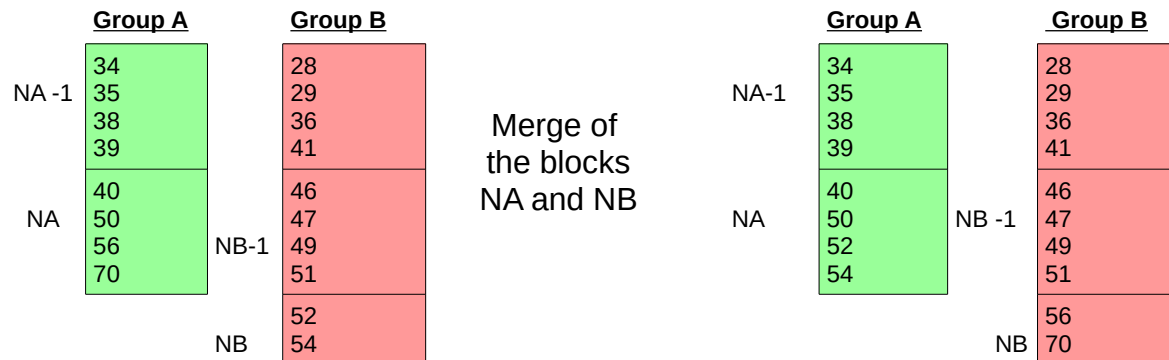 Group A
Group B
NA -1
34
35
38
39
NA
40
50
56
70
28
29
36
41
NB-1
46
47
49
51
NB
52
54
Merge of
the blocks
NA and NB
Group A
Group B
NA-1
34
35
38
39
NA
40
50
52
54
28
29
36
41
NB -1
46
47
49
51
NB
56
70